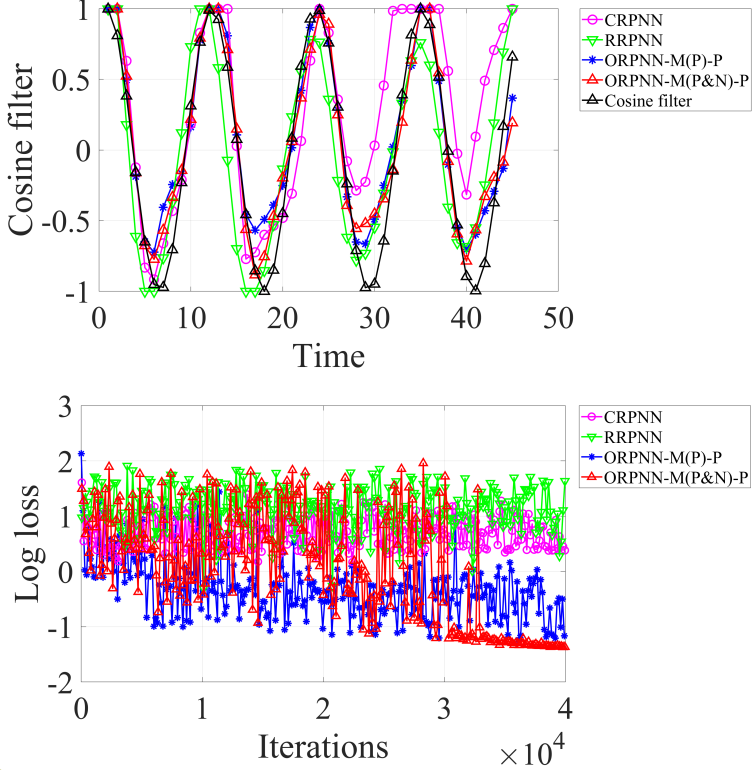 1
0.5
0
-0.5
-1
0 10 20 30 40 50
Cosine filter
Time
CRPNN
RRPNN
ORPNN-M(P)-P
ORPNN-M(P&N)-P
Cosine filter
3
2
1
0
-1
-2
0 1 2 3 4
×10^4
Log loss
Iterations
CRPNN
RRPNN
ORPNN-M(P)-P
ORPNN-M(P&N)-P